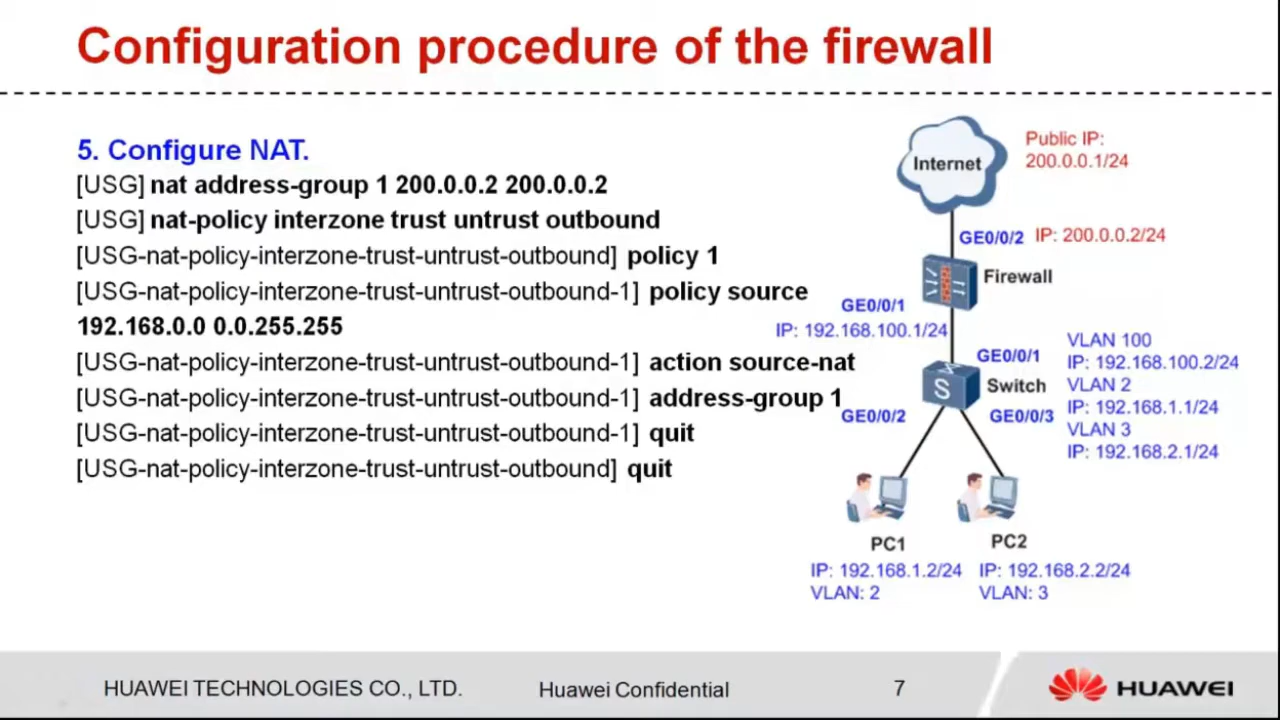 Configuration procedure of the firewall
5. Configure NAT.
[USG] nat address-group 1 200.0.0.2 200.0.0.2
[USG] nat-policy interzone trust untrust outbound
[USG-nat-policy-interzone-trust-untrust-outbound] policy 1
[USG-nat-policy-interzone-trust-untrust-outbound-1] policy source
192.168.0.0 0.0.255.255
[USG-nat-policy-interzone-trust-untrust-outbound-1] action source-nat
[USG-nat-policy-interzone-trust-untrust-outbound-1] address-group 1
[USG-nat-policy-interzone-trust-untrust-outbound-1] quit
[USG-nat-policy-interzone-trust-untrust-outbound] quit
Internet
Public IP:
200.0.0.1/24
GE0/0/2 IP: 200.0.0.2/24
Firewall
GE0/0/1
IP: 192.168.100.1/24
GE0/0/1
Switch
S
VLAN 100
IP: 192.168.100.2/24
VLAN 2
IP: 192.168.1.1/24
VLAN 3
IP: 192.168.2.1/24
GE0/0/2
GE0/0/3
PC1
IP: 192.168.1.2/24
VLAN: 2
PC2
IP: 192.168.2.2/24
VLAN: 3
HUAWEI TECHNOLOGIES CO., LTD.
Huawei Confidential
7
HUAWEI